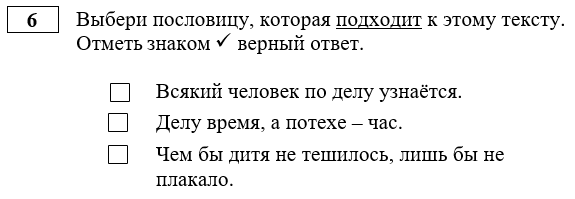 6 Выбери пословицу, которая подходит к этому тексту.
Отметь знаком ✓ верный ответ.
Всякий человек по делу узнаётся.
Делу время, а потехе – час.
Чем бы дитя не тешилось, лишь бы не
плакало.